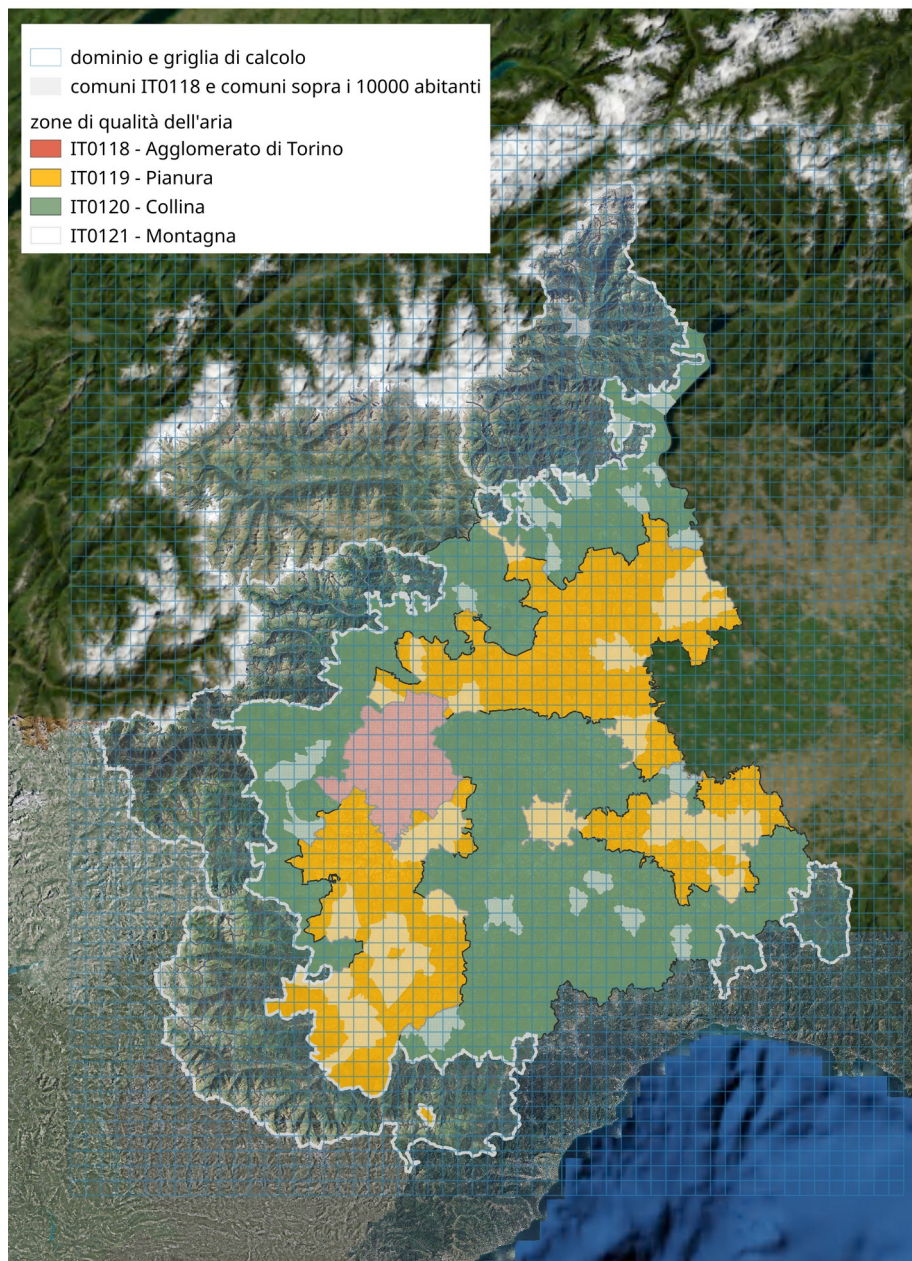 dominio e griglia di calcolo
comuni IT0118 e comuni sopra i 10000 abitanti
zone di qualità dell'aria
IT0118 - Agglomerato di Torino
IT0119 - Pianura
IT0120 - Collina
IT0121 - Montagna